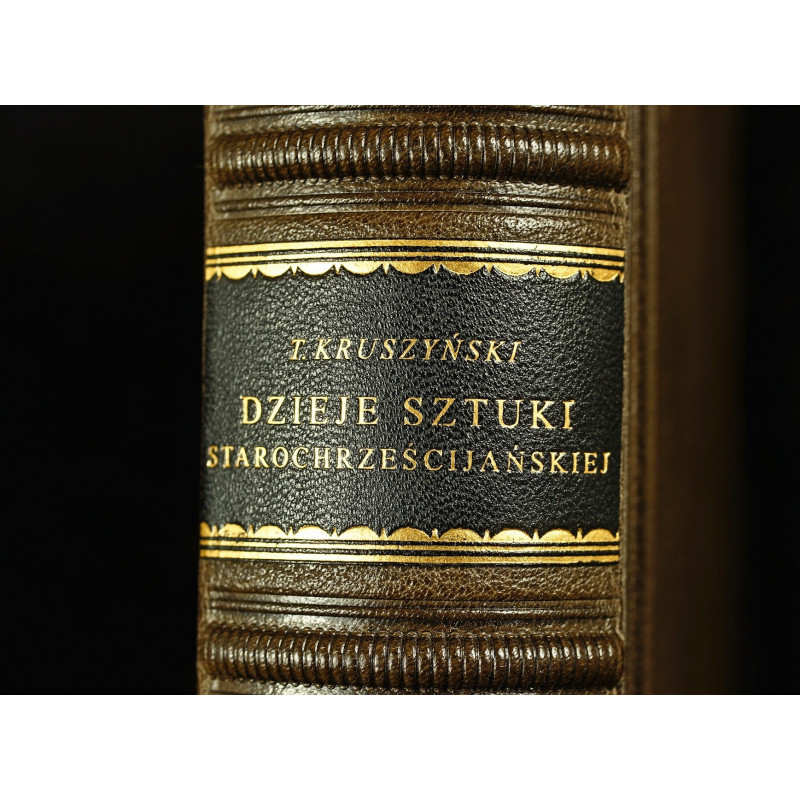 T. KRUSZYŃSKI
DZIEJE SZTUKI
STAROCHRZEŚCIJAŃSKIEJ